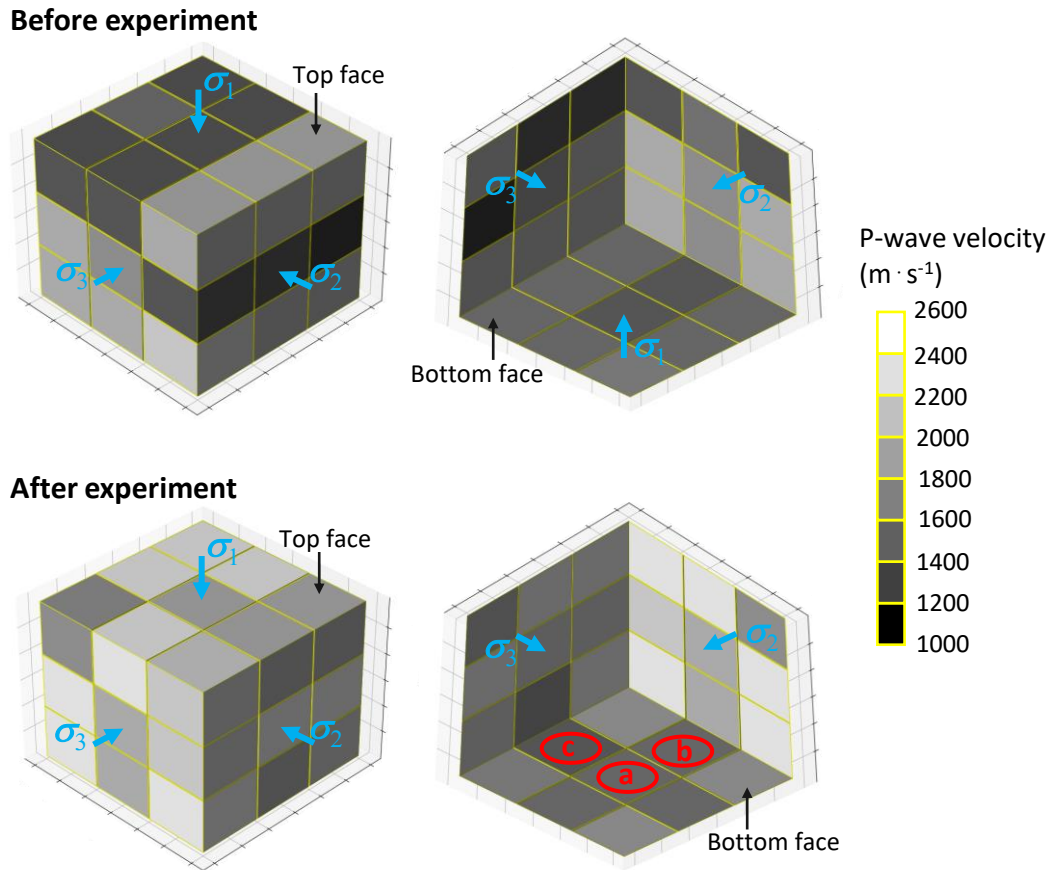 Before experiment
Top face
σ1
σ3
σ2
σ3
σ2
Bottom face
σ1
P-wave velocity
(m · s-1)
2600
2400
2200
2000
1800
1600
1400
1200
1000
After experiment
Top face
σ1
σ3
σ2
σ3
σ2
c
b
a
Bottom face